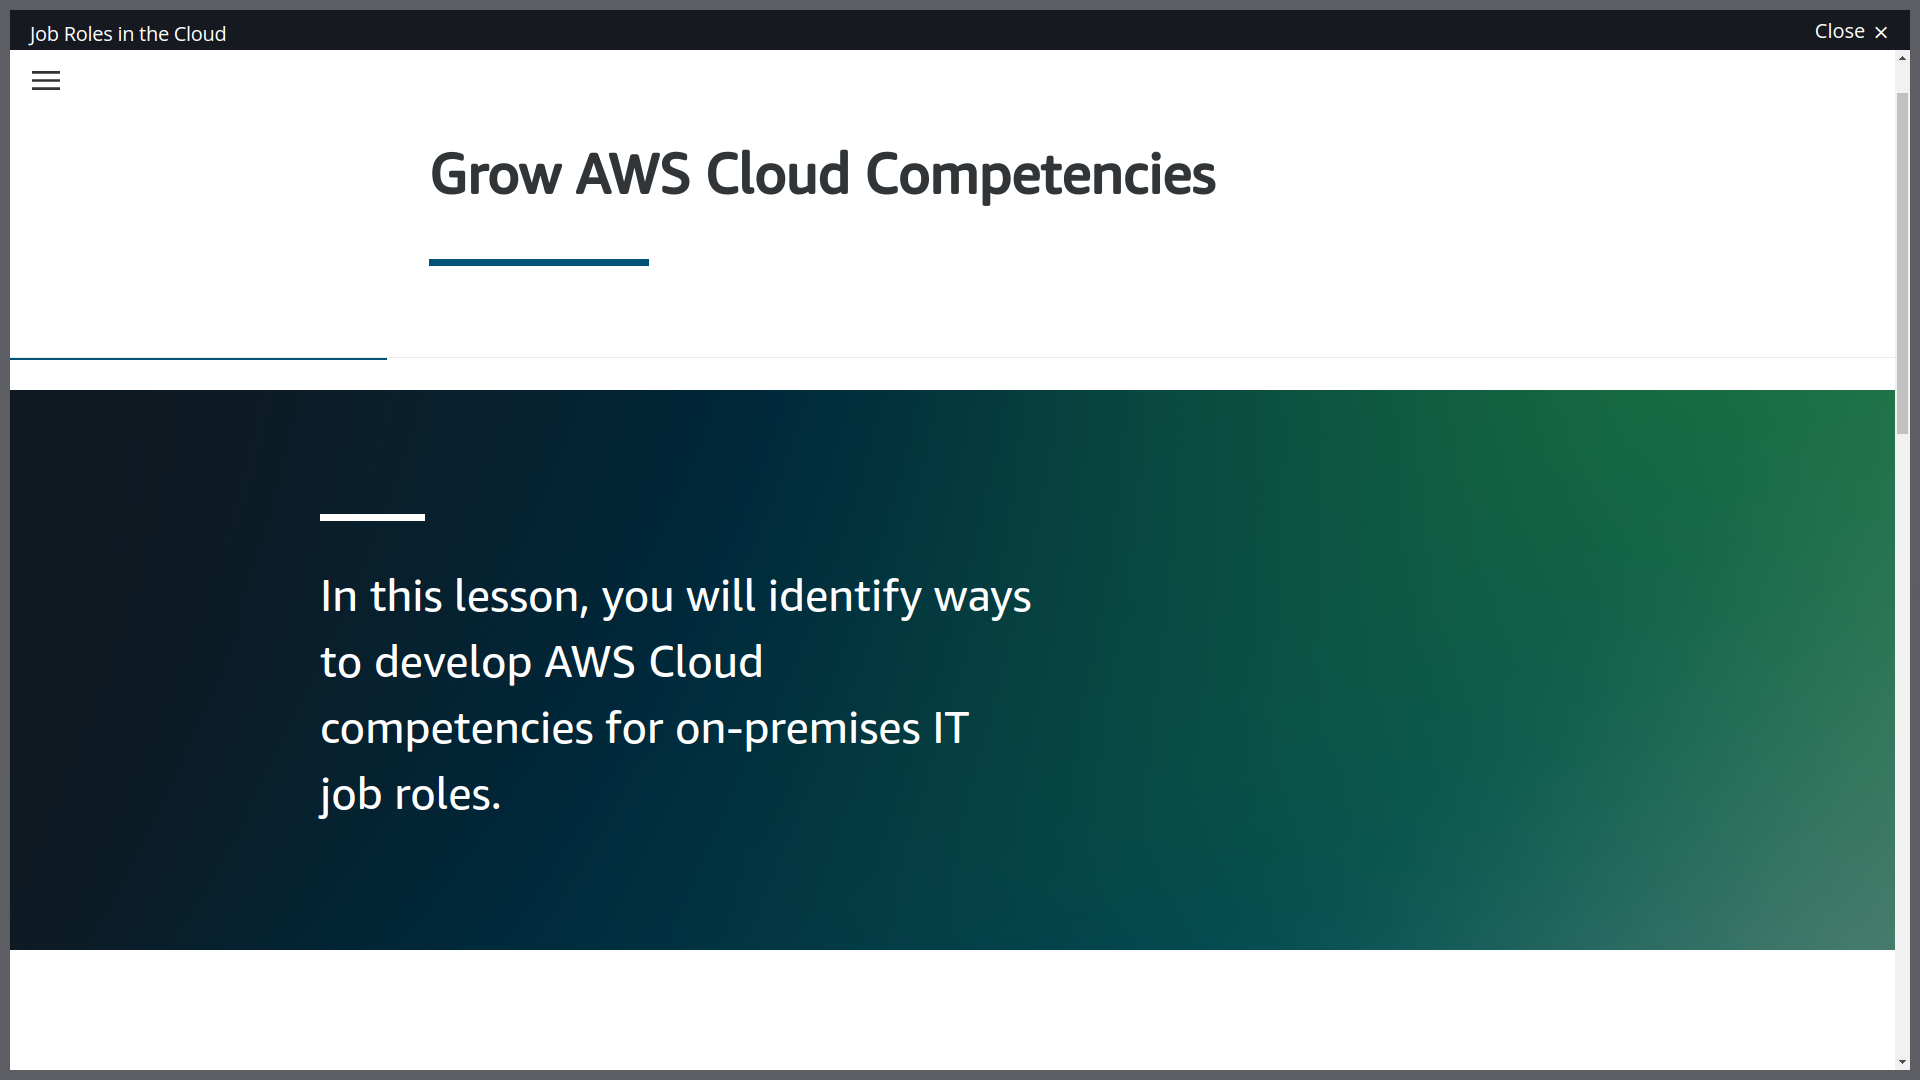 Job Roles in the Cloud
Close ×
Grow AWS Cloud Competencies
In this lesson, you will identify ways
to develop AWS Cloud
competencies for on-premises IT
job roles.